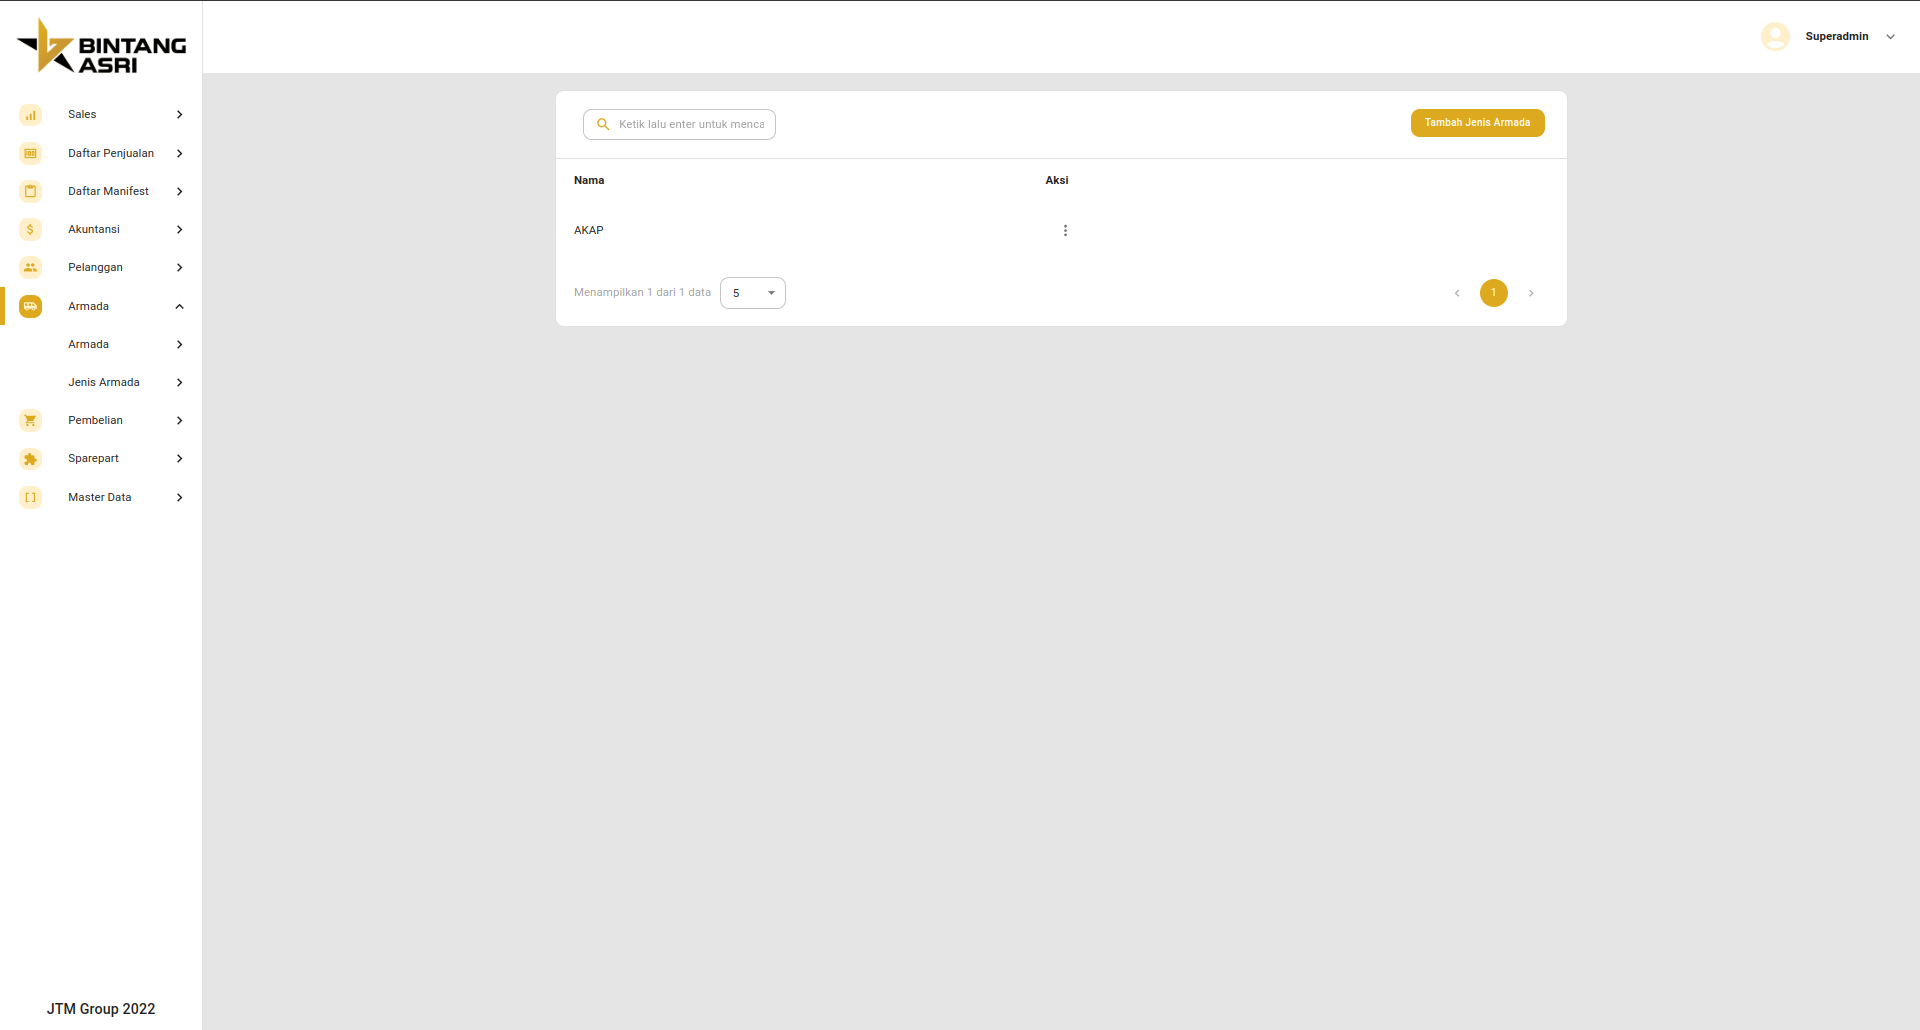 BINTANG
ASRI
Superadmin
Sales
Daftar Penjualan
Daftar Manifest
Akuntansi
Pelanggan
Armada
Armada
Jenis Armada
Pembelian
Sparepart
Master Data
JTM Group 2022
Ketik lalu enter untuk menca
Tambah Jenis Armada
Nama Aksi
AKAP
Menampilkan 1 dari 1 data 5 1